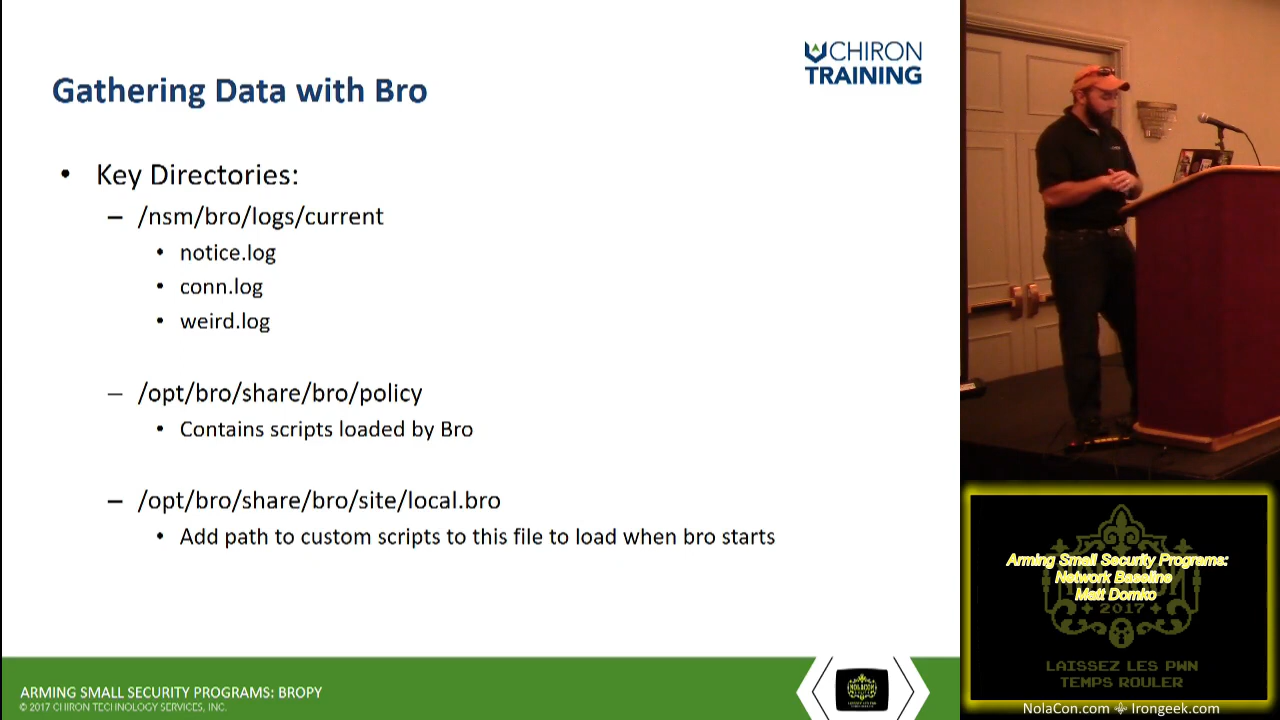 CHIRON
TRAINING
Gathering Data with Bro
• Key Directories:
– /nsm/bro/logs/current
• notice.log
• conn.log
• weird.log
– /opt/bro/share/bro/policy
• Contains scripts loaded by Bro
– /opt/bro/share/bro/site/local.bro
• Add path to custom scripts to this file to load when bro starts
ARMING SMALL SECURITY PROGRAMS: BROPY
© 2017 CHIRON TECHNOLOGY SERVICES, INC.
Arming Small Security Programs:
Network Baseline
Matt Domko
2017
LAISSEZ LES PWN
TEMPS ROULER
NolaCon.com ⚜ Irongeek.com